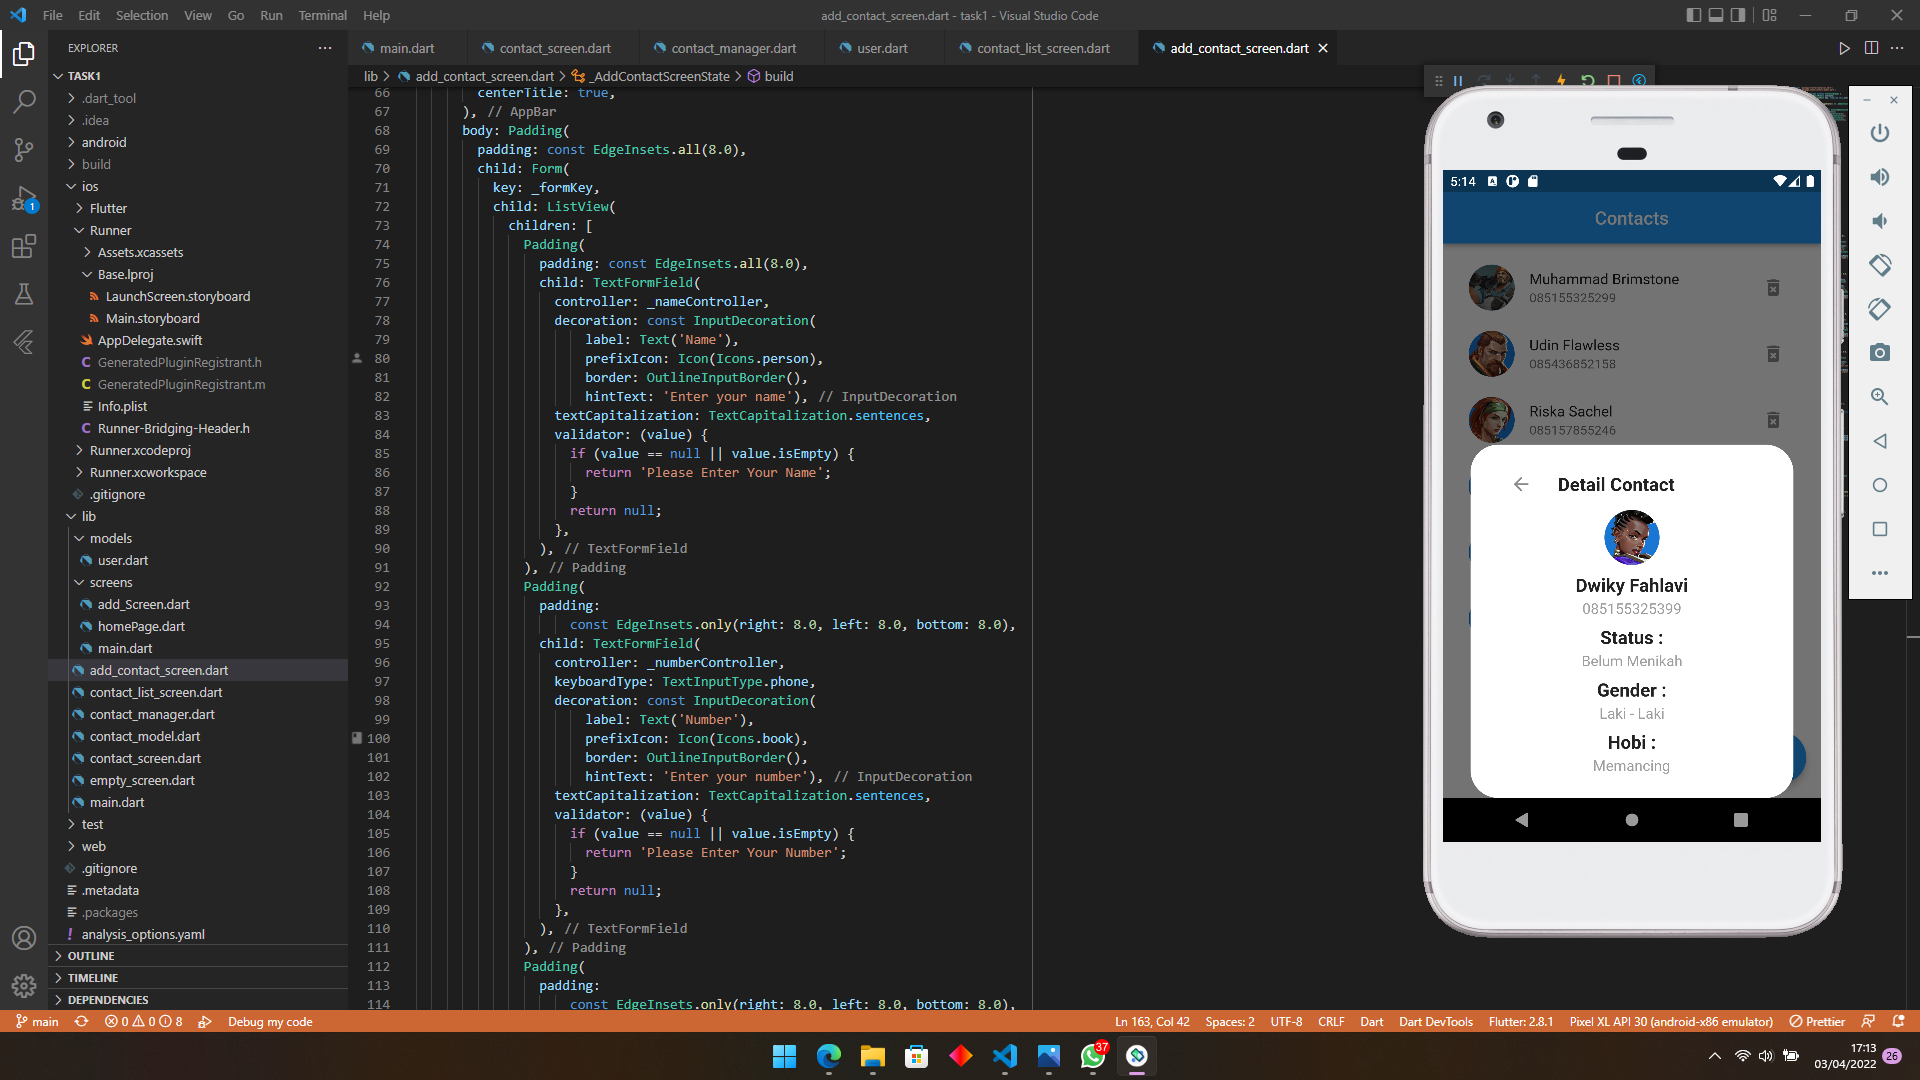 File Edit Selection View Go Run Terminal Help
add_contact_screen.dart - task1 - Visual Studio Code
EXPLORER
TASK1
.dart_tool
.idea
android
build
ios
Flutter
Runner
Assets.xcassets
Base.lproj
LaunchScreen.storyboard
Main.storyboard
AppDelegate.swift
GeneratedPluginRegistrant.h
GeneratedPluginRegistrant.m
Info.plist
Runner-Bridging-Header.h
Runner.xcodeproj
Runner.xcworkspace
.gitignore
lib
models
user.dart
screens
add_Screen.dart
homePage.dart
main.dart
add_contact_screen.dart
contact_list_screen.dart
contact_manager.dart
contact_model.dart
contact_screen.dart
empty_screen.dart
main.dart
test
web
.gitignore
.metadata
.packages
analysis_options.yaml
OUTLINE
TIMELINE
DEPENDENCIES
1
main.dart contact_screen.dart contact_manager.dart user.dart contact_list_screen.dart add_contact_screen.dart
lib > add_contact_screen.dart > _AddContactScreenState > build
66 centerTitle: true,
67 ), // AppBar
68 body: Padding(
69 padding: const EdgeInsets.all(8.0),
70 child: Form(
71 key: _formKey,
72 child: ListView(
73 children: [
74 Padding(
75 padding: const EdgeInsets.all(8.0),
76 child: TextFormField(
77 controller: _nameController,
78 decoration: const InputDecoration(
79 label: Text('Name'),
80 prefixIcon: Icon(Icons.person),
81 border: OutlineInputBorder(),
82 hintText: 'Enter your name'), // InputDecoration
83 textCapitalization: TextCapitalization.sentences,
84 validator: (value) {
85 if (value == null || value.isEmpty) {
86 return 'Please Enter Your Name';
87 }
88 return null;
89 },
90 ), // TextFormField
91 ), // Padding
92 Padding(
93 padding:
94 const EdgeInsets.only(right: 8.0, left: 8.0, bottom: 8.0),
95 child: TextFormField(
96 controller: _numberController,
97 keyboardType: TextInputType.phone,
98 decoration: const InputDecoration(
99 label: Text('Number'),
100 prefixIcon: Icon(Icons.book),
101 border: OutlineInputBorder(),
102 hintText: 'Enter your number'), // InputDecoration
103 textCapitalization: TextCapitalization.sentences,
104 validator: (value) {
105 if (value == null || value.isEmpty) {
106 return 'Please Enter Your Number';
107 }
108 return null;
109 },
110 ), // TextFormField
111 ), // Padding
112 Padding(
113 padding:
114 const EdgeInsets.only(right: 8.0, left: 8.0, bottom: 8.0),
5:14
Contacts
Muhammad Brimstone
085155325299
Udin Flawless
085436852158
Riska Sachel
085157855246
Detail Contact
Dwiky Fahlavi
085155325399
Status :
Belum Menikah
Gender :
Laki - Laki
Hobi :
Memancing
main 0 0 8 Debug my code
Ln 163, Col 42 Spaces: 2 UTF-8 CRLF Dart Dart DevTools Flutter: 2.8.1 Pixel XL API 30 (android-x86 emulator) Prettier
37
17:13
03/04/2022
26